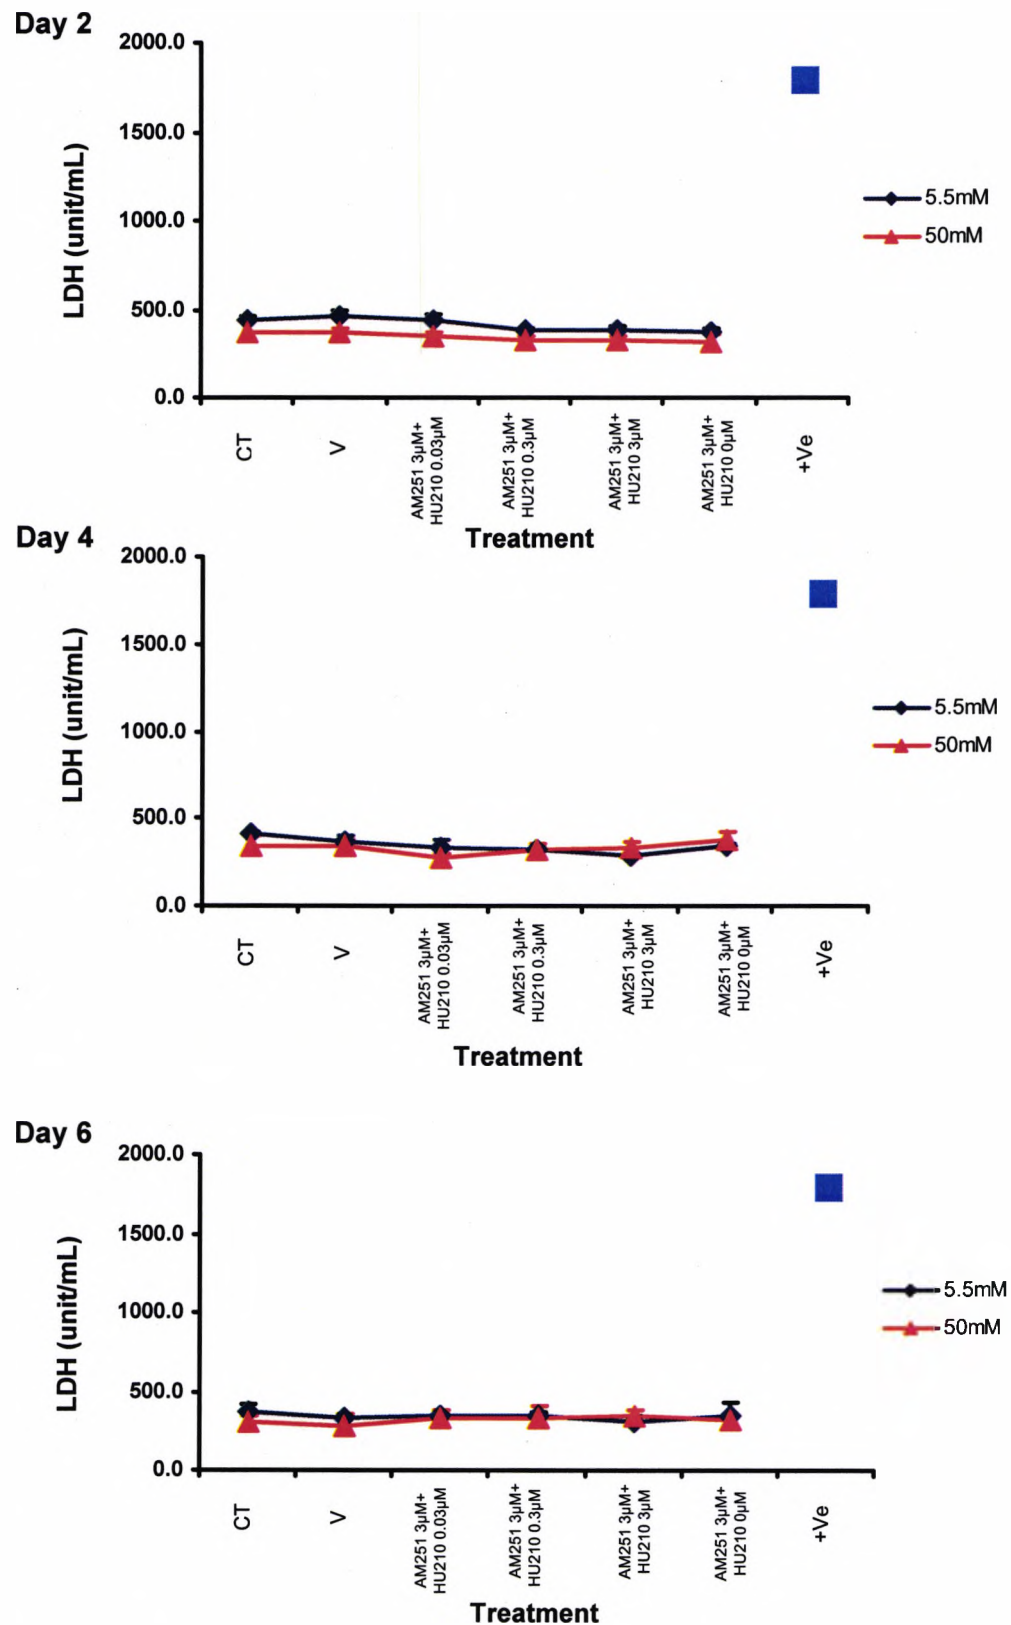 Day 2
2000.0
1500.0
1000.0
500.0
0.0
LDH (unit/mL)
5.5mM
50mM
CT
V
AM251 3µM+
HU210 0.03µM
AM251 3µM+
HU210 0.3µM
AM251 3µM+
HU210 3µM
AM251 3µM+
HU210 0µM
+Ve
Treatment
Day 4
2000.0
1500.0
1000.0
500.0
0.0
LDH (unit/mL)
5.5mM
50mM
CT
V
AM251 3µM+
HU210 0.03µM
AM251 3µM+
HU210 0.3µM
AM251 3µM+
HU210 3µM
AM251 3µM+
HU210 0µM
+Ve
Treatment
Day 6
2000.0
1500.0
1000.0
500.0
0.0
LDH (unit/mL)
5.5mM
50mM
CT
V
AM251 3µM+
HU210 0.03µM
AM251 3µM+
HU210 0.3µM
AM251 3µM+
HU210 3µM
AM251 3µM+
HU210 0µM
+Ve
Treatment